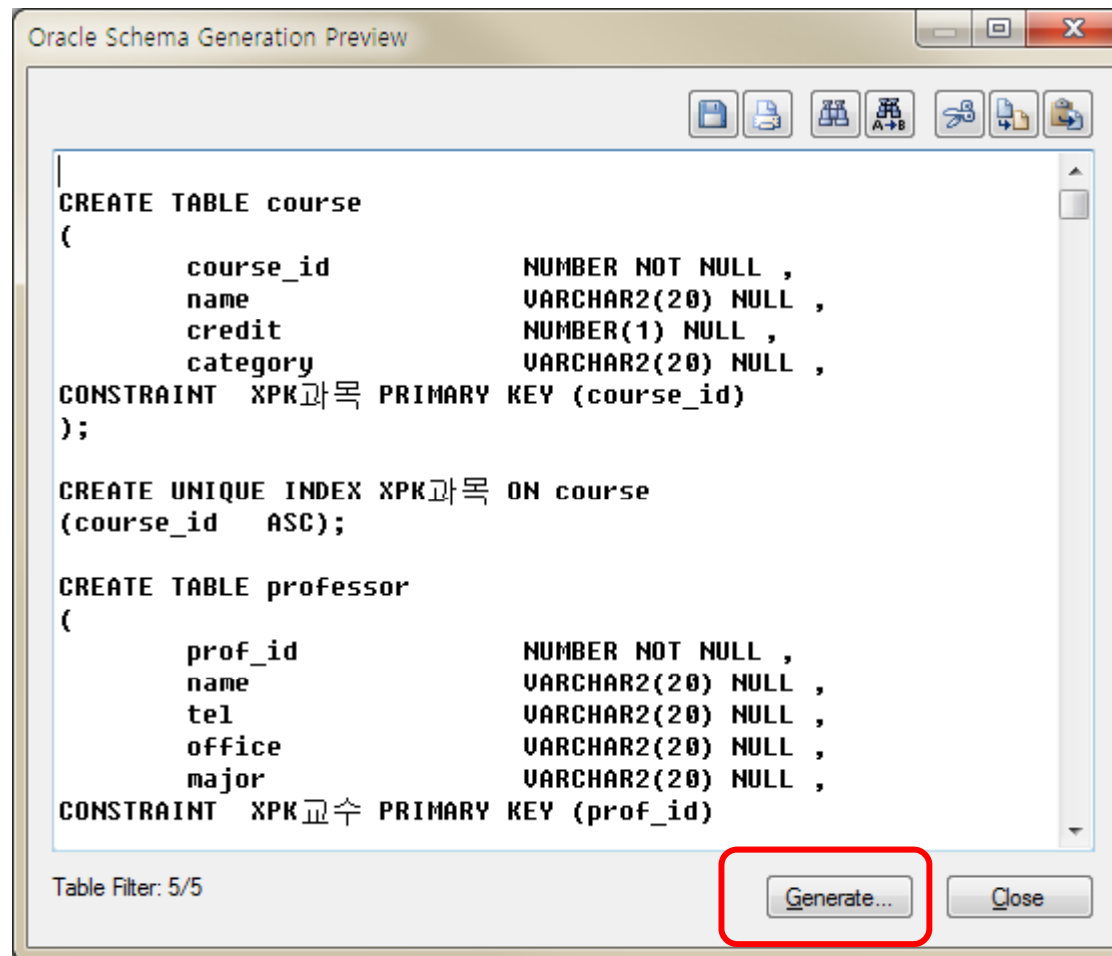 Oracle Schema Generation Preview
A→B
CREATE TABLE course
(
course_id NUMBER NOT NULL ,
name VARCHAR2(20) NULL ,
credit NUMBER(1) NULL ,
category VARCHAR2(20) NULL ,
CONSTRAINT XPK과목 PRIMARY KEY (course_id)
);
CREATE UNIQUE INDEX XPK과목 ON course
(course_id ASC);
CREATE TABLE professor
(
prof_id NUMBER NOT NULL ,
name VARCHAR2(20) NULL ,
tel VARCHAR2(20) NULL ,
office VARCHAR2(20) NULL ,
major VARCHAR2(20) NULL ,
CONSTRAINT XPK교수 PRIMARY KEY (prof_id)
Table Filter: 5/5
Generate...
Close